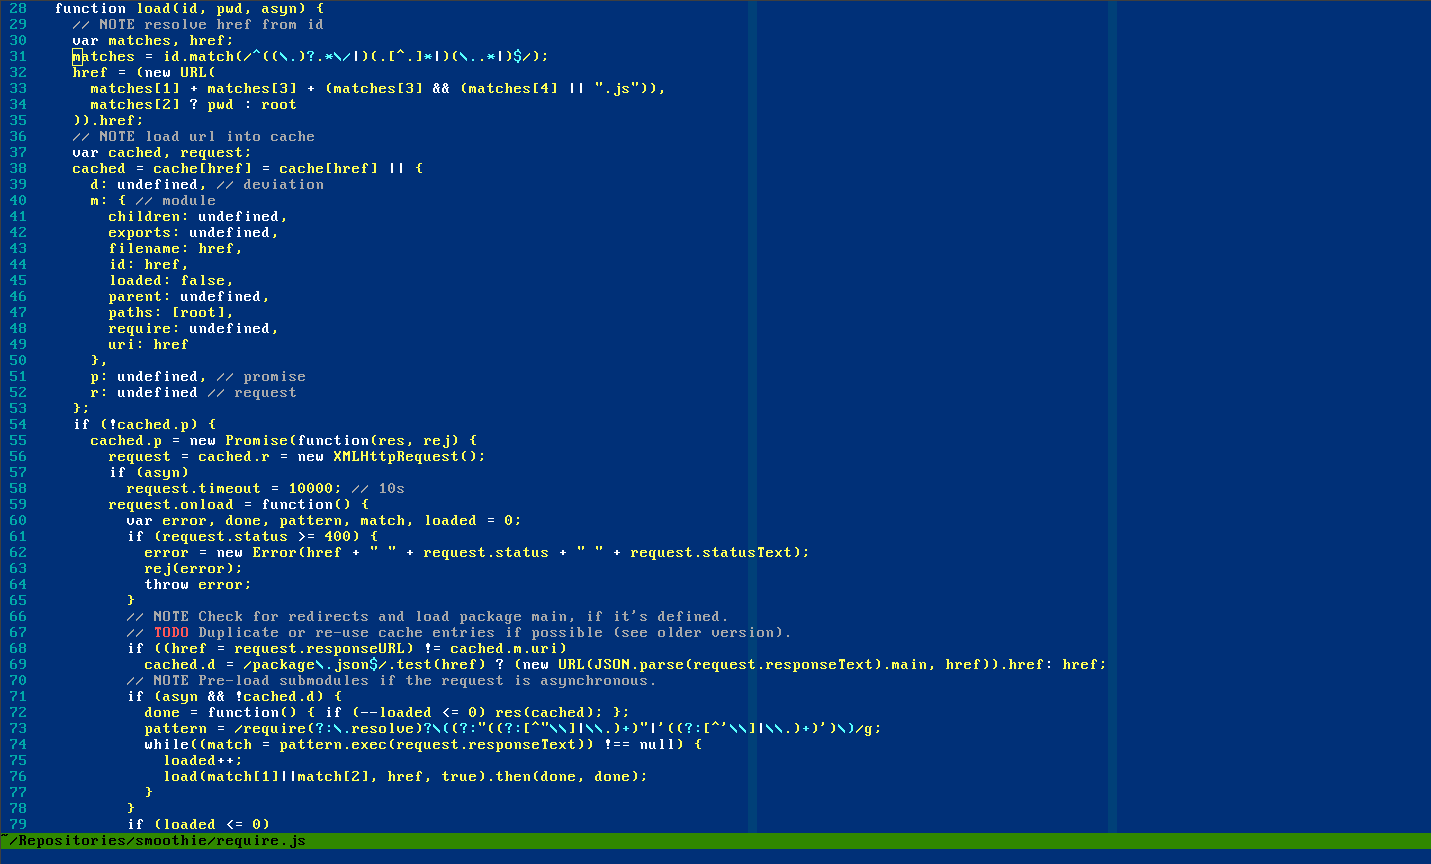 28   function load(id, pwd, asyn) {
29     // NOTE resolve href from id
30     var matches, href;
31     matches = id.match(/^((\.)?.*\/|)(.[^.]*|)(\..*|)$/);
32     href = (new URL(
33       matches[1] + matches[3] + (matches[3] && (matches[4] || ".js")),
34       matches[2] ? pwd : root
35     )).href;
36     // NOTE load url into cache
37     var cached, request;
38     cached = cache[href] = cache[href] || {
39       d: undefined, // deviation
40       m: { // module
41         children: undefined,
42         exports: undefined,
43         filename: href,
44         id: href,
45         loaded: false,
46         parent: undefined,
47         paths: [root],
48         require: undefined,
49         uri: href
50       },
51       p: undefined, // promise
52       r: undefined // request
53     };
54     if (!cached.p) {
55       cached.p = new Promise(function(res, rej) {
56         request = cached.r = new XMLHttpRequest();
57         if (asyn)
58           request.timeout = 10000; // 10s
59         request.onload = function() {
60           var error, done, pattern, match, loaded = 0;
61           if (request.status >= 400) {
62             error = new Error(href + " " + request.status + " " + request.statusText);
63             rej(error);
64             throw error;
65           }
66           // NOTE Check for redirects and load package main, if it's defined.
67           // TODO Duplicate or re-use cache entries if possible (see older version).
68           if ((href = request.responseURL) != cached.m.uri)
69             cached.d = /package\.json$/.test(href) ? (new URL(JSON.parse(request.responseText).main, href)).href: href;
70           // NOTE Pre-load submodules if the request is asynchronous.
71           if (asyn && !cached.d) {
72             done = function() { if (--loaded <= 0) res(cached); };
73             pattern = /require(?:\.resolve)?\((?:"((?:[^"\\]|\\.)+)"|'((?:[^'\\]|\\.)+)')\)/g;
74             while((match = pattern.exec(request.responseText)) !== null) {
75               loaded++;
76               load(match[1]||match[2], href, true).then(done, done);
77             }
78           }
79           if (loaded <= 0)
~/Repositories/smoothie/require.js